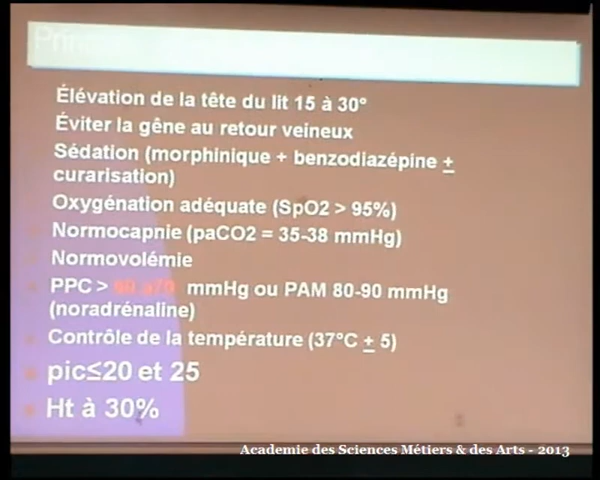 Élévation de la tête du lit 15 à 30°
Éviter la gêne au retour veineux
Sédation (morphinique + benzodiazépine ±
curarisation)
Oxygénation adéquate (SpO2 > 95%)
Normocapnie (paCO2 = 35-38 mmHg)
Normovolémie
PPC > mmHg ou PAM 80-90 mmHg
(noradrénaline)
Contrôle de la température (37°C ± 5)
pic≤20 et 25
Ht à 30%
Academie des Sciences Métiers & des Arts - 2013